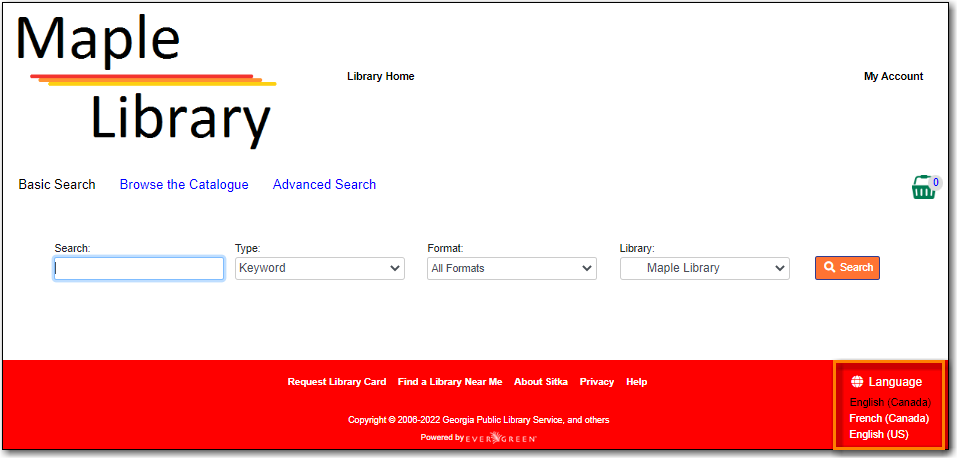 Maple
Library
Library Home
My Account
Basic Search Browse the Catalogue Advanced Search
0
Search: Type: Format: Library:
Keyword All Formats Maple Library Search
Request Library Card Find a Library Near Me About Sitka Privacy Help
Copyright © 2006-2022 Georgia Public Library Service, and others
Powered by EVERGREEN
Language
English (Canada)
French (Canada)
English (US)